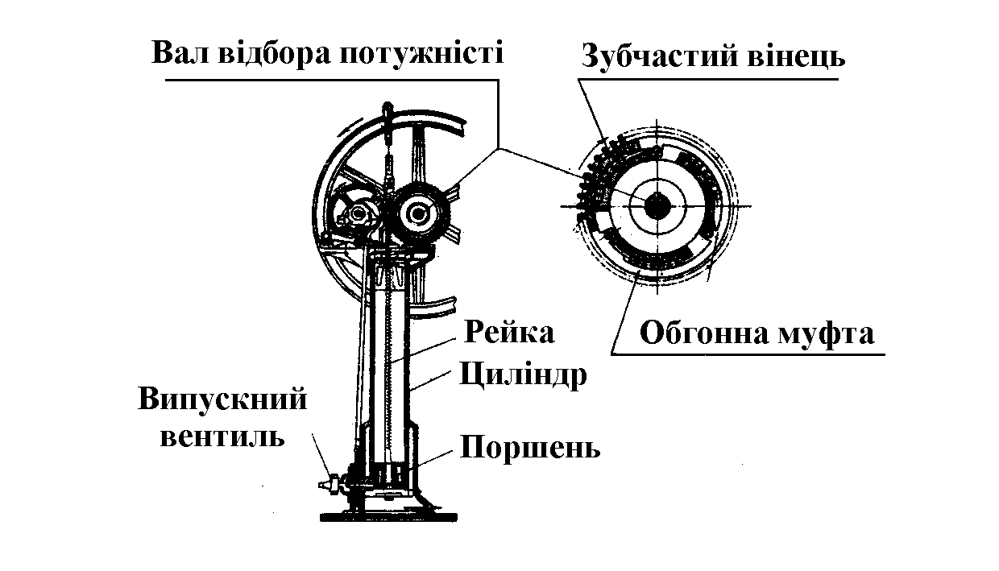 Вал відбора потужністі
Зубчастий вінець
Рейка
Обгонна муфта
Циліндр
Випускний
вентиль
Поршень